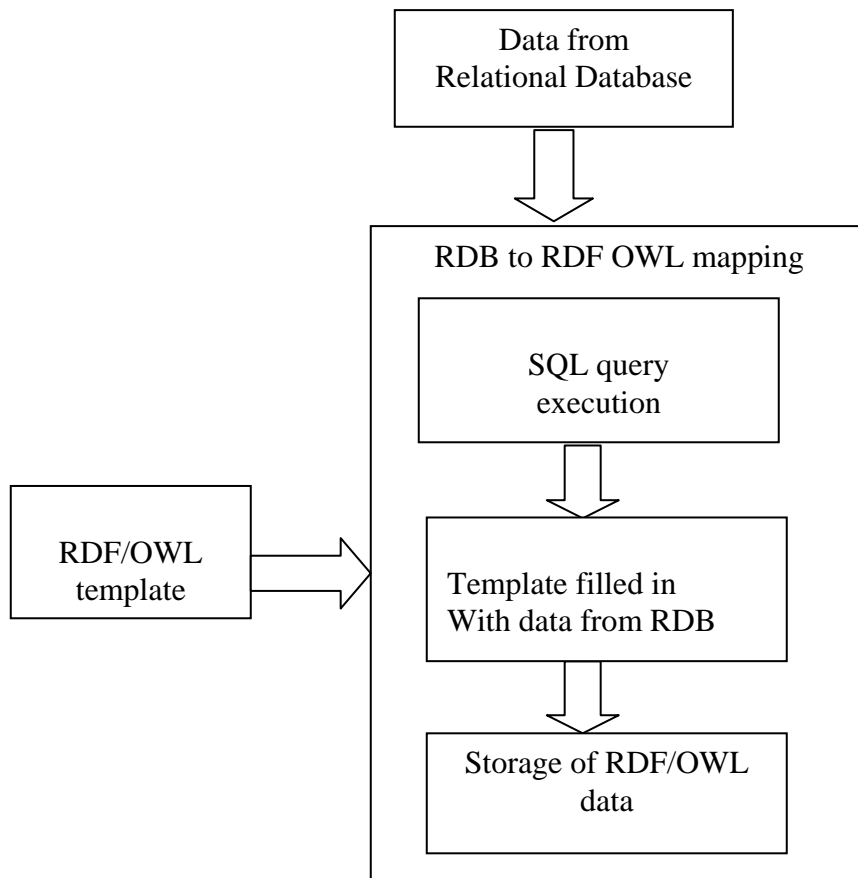 Data from
Relational Database
RDB to RDF OWL mapping
SQL query
execution
RDF/OWL
template
Template filled in
With data from RDB
Storage of RDF/OWL
data